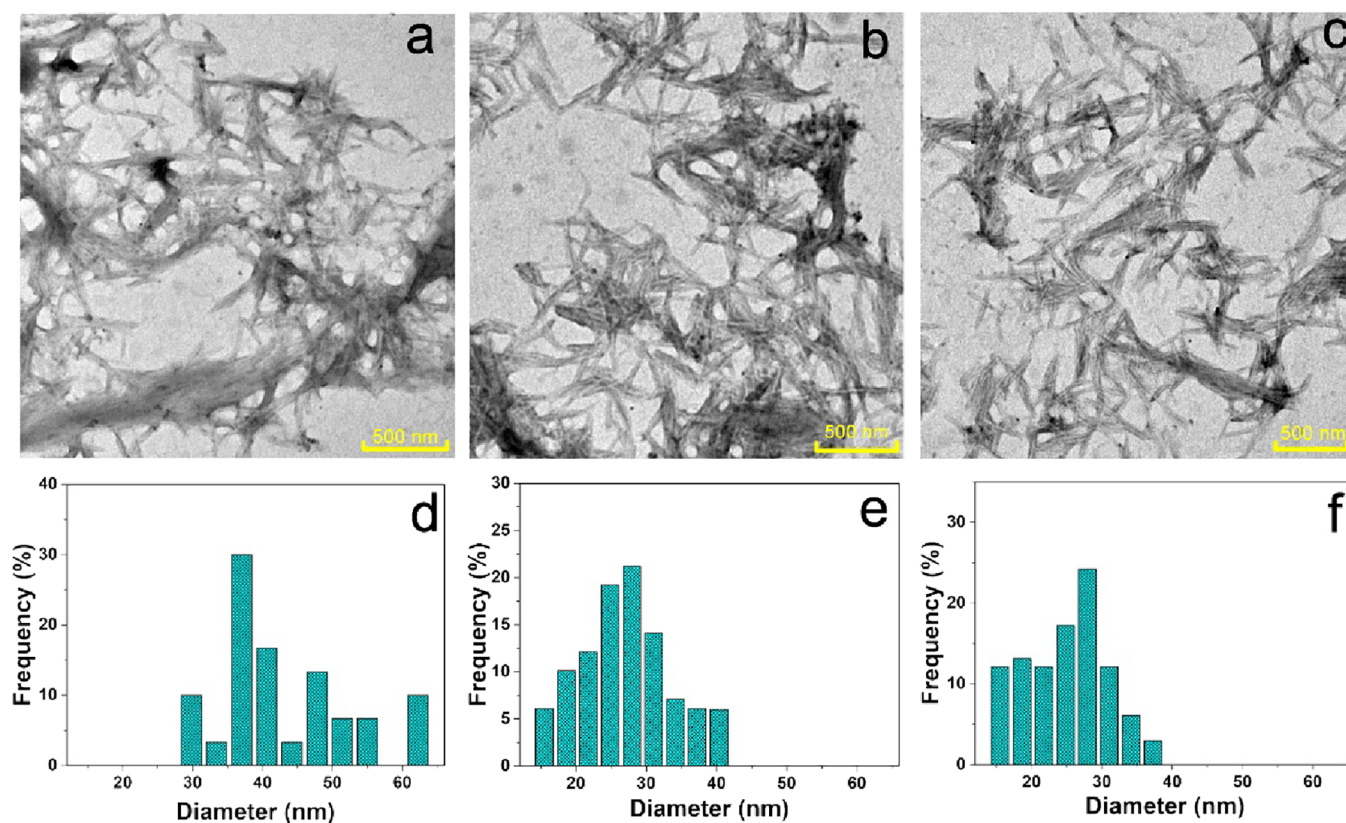 a b c
500 nm 500 nm 500 nm
d e f
Frequency (%) Frequency (%) Frequency (%)
40 30 30
30 25 20
20 20 10
10 15 0
0 10
5
0
20 30 40 50 60 20 30 40 50 60 20 30 40 50 60
Diameter (nm) Diameter (nm) Diameter (nm)